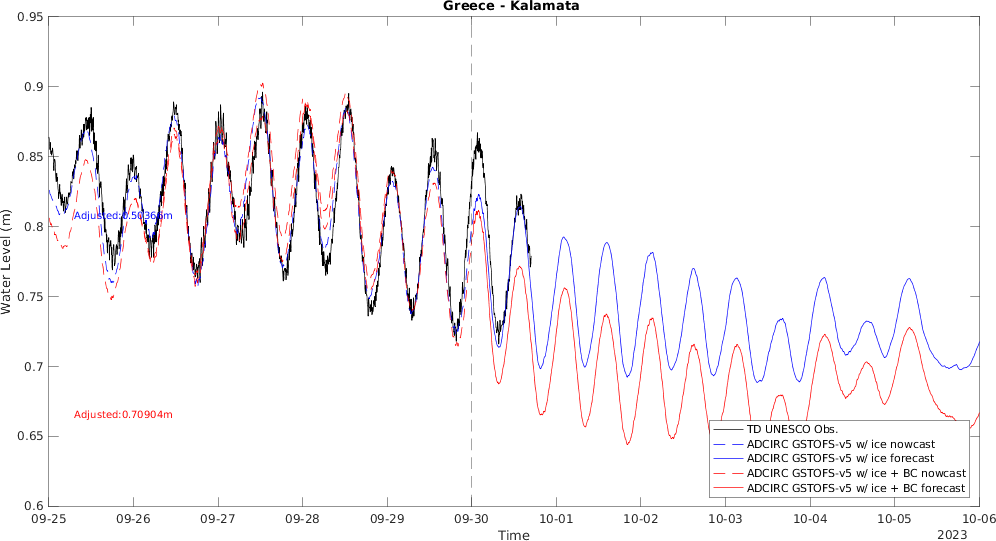 Greece - Kalamata
0.95
0.9
0.85
0.8
0.75
0.7
0.65
0.6
Water Level (m)
Adjusted:0.50366m
Adjusted:0.70904m
TD UNESCO Obs.
ADCIRC GSTOFS-v5 w/ ice nowcast
ADCIRC GSTOFS-v5 w/ ice forecast
ADCIRC GSTOFS-v5 w/ ice + BC nowcast
ADCIRC GSTOFS-v5 w/ ice + BC forecast
09-25 09-26 09-27 09-28 09-29 09-30 10-01 10-02 10-03 10-04 10-05 10-06
Time
2023